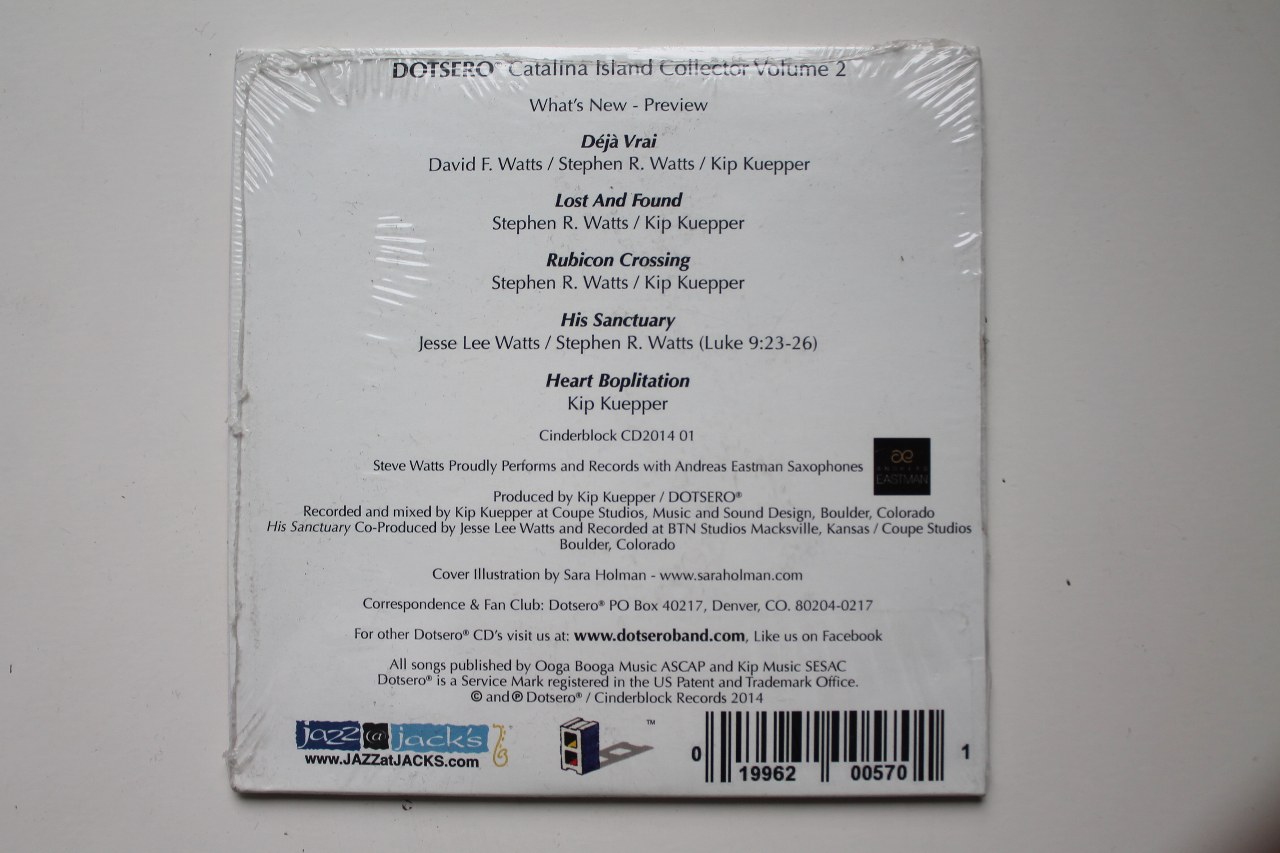 DOTSERO® Catalina Island Collector Volume 2
What's New - Preview
Déjà Vrai
David F. Watts / Stephen R. Watts / Kip Kuepper
Lost And Found
Stephen R. Watts / Kip Kuepper
Rubicon Crossing
Stephen R. Watts / Kip Kuepper
His Sanctuary
Jesse Lee Watts / Stephen R. Watts (Luke 9:23-26)
Heart Boplitation
Kip Kuepper
Cinderblock CD2014 01
Steve Watts Proudly Performs and Records with Andreas Eastman Saxophones
ae
ANDREAS
EASTMAN
Produced by Kip Kuepper / DOTSERO®
Recorded and mixed by Kip Kuepper at Coupe Studios, Music and Sound Design, Boulder, Colorado
His Sanctuary Co-Produced by Jesse Lee Watts and Recorded at BTN Studios Macksville, Kansas / Coupe Studios
Boulder, Colorado
Cover Illustration by Sara Holman - www.saraholman.com
Correspondence & Fan Club: Dotsero® PO Box 40217, Denver, CO. 80204-0217
For other Dotsero® CD's visit us at: www.dotseroband.com, Like us on Facebook
All songs published by Ooga Booga Music ASCAP and Kip Music SESAC
Dotsero® is a Service Mark registered in the US Patent and Trademark Office.
© and ℗ Dotsero® / Cinderblock Records 2014
jazz @ jack's
www.JAZZatJACKS.com
™
0 19962 00570 1